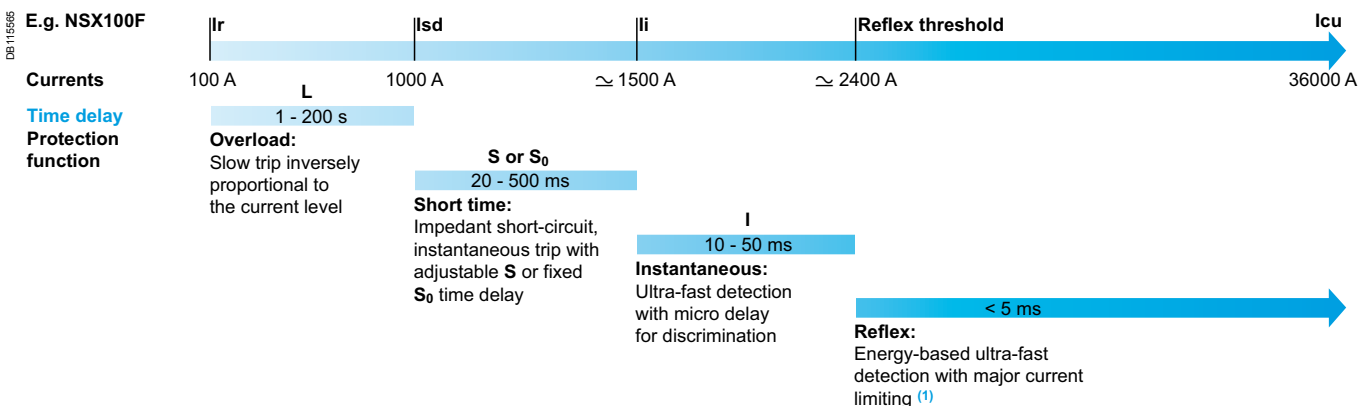 DB115565
E.g. NSX100F
Ir
Isd
Ii
Reflex threshold
Icu
Currents
100 A
1000 A
≃ 1500 A
≃ 2400 A
36000 A
Time delay
L
1 - 200 s
Protection
function
Overload:
Slow trip inversely
proportional to
the current level
S or S₀
20 - 500 ms
Short time:
Impedant short-circuit,
instantaneous trip with
adjustable S or fixed
S₀ time delay
I
10 - 50 ms
Instantaneous:
Ultra-fast detection
with micro delay
for discrimination
< 5 ms
Reflex:
Energy-based ultra-fast
detection with major current
limiting (1)